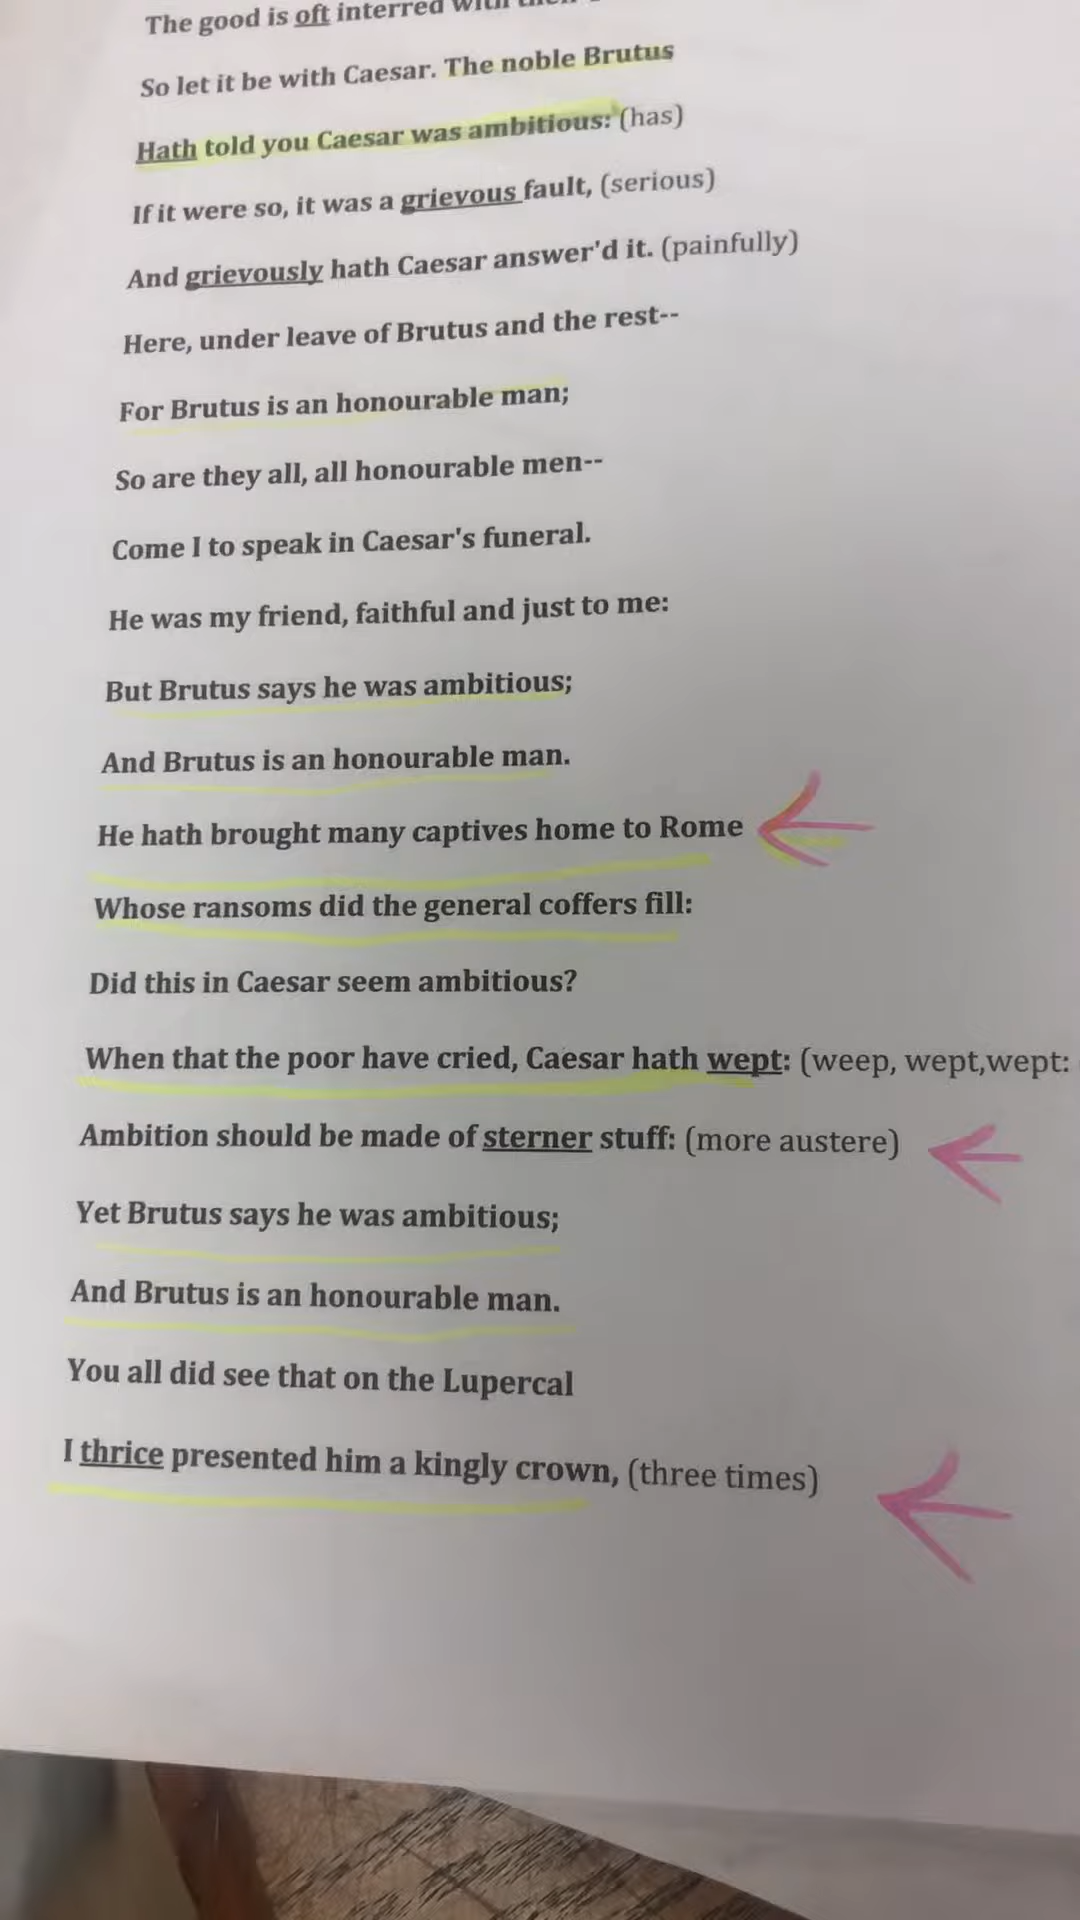 The good is oft interred with
So let it be with Caesar. The noble Brutus
Hath told you Caesar was ambitious: (has)
If it were so, it was a grievous fault, (serious)
And grievously hath Caesar answer'd it. (painfully)
Here, under leave of Brutus and the rest--
For Brutus is an honourable man;
So are they all, all honourable men--
Come I to speak in Caesar's funeral.
He was my friend, faithful and just to me:
But Brutus says he was ambitious;
And Brutus is an honourable man.
He hath brought many captives home to Rome
Whose ransoms did the general coffers fill:
Did this in Caesar seem ambitious?
When that the poor have cried, Caesar hath wept: (weep, wept,wept:
Ambition should be made of sterner stuff: (more austere)
Yet Brutus says he was ambitious;
And Brutus is an honourable man.
You all did see that on the Lupercal
I thrice presented him a kingly crown, (three times)